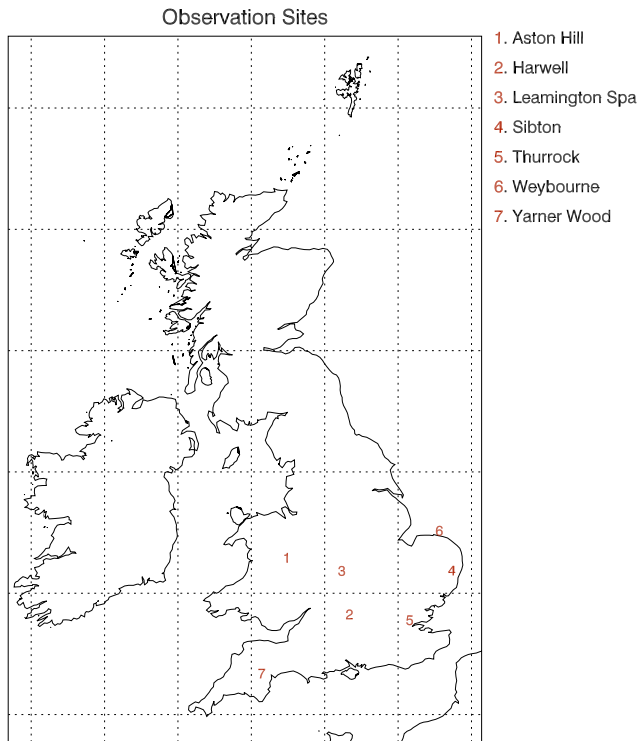 Observation Sites
1. Aston Hill
2. Harwell
3. Leamington Spa
4. Sibton
5. Thurrock
6. Weybourne
7. Yarner Wood
6
1
3
4
2
5
7